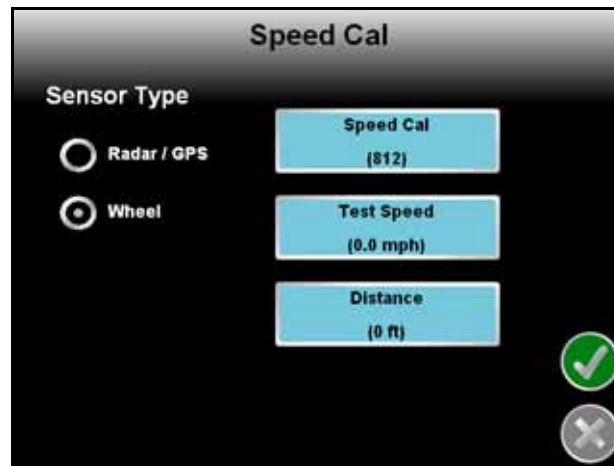 Speed Cal
Sensor Type
Radar / GPS
Wheel
Speed Cal
(812)
Test Speed
(0.0 mph)
Distance
(0 ft)